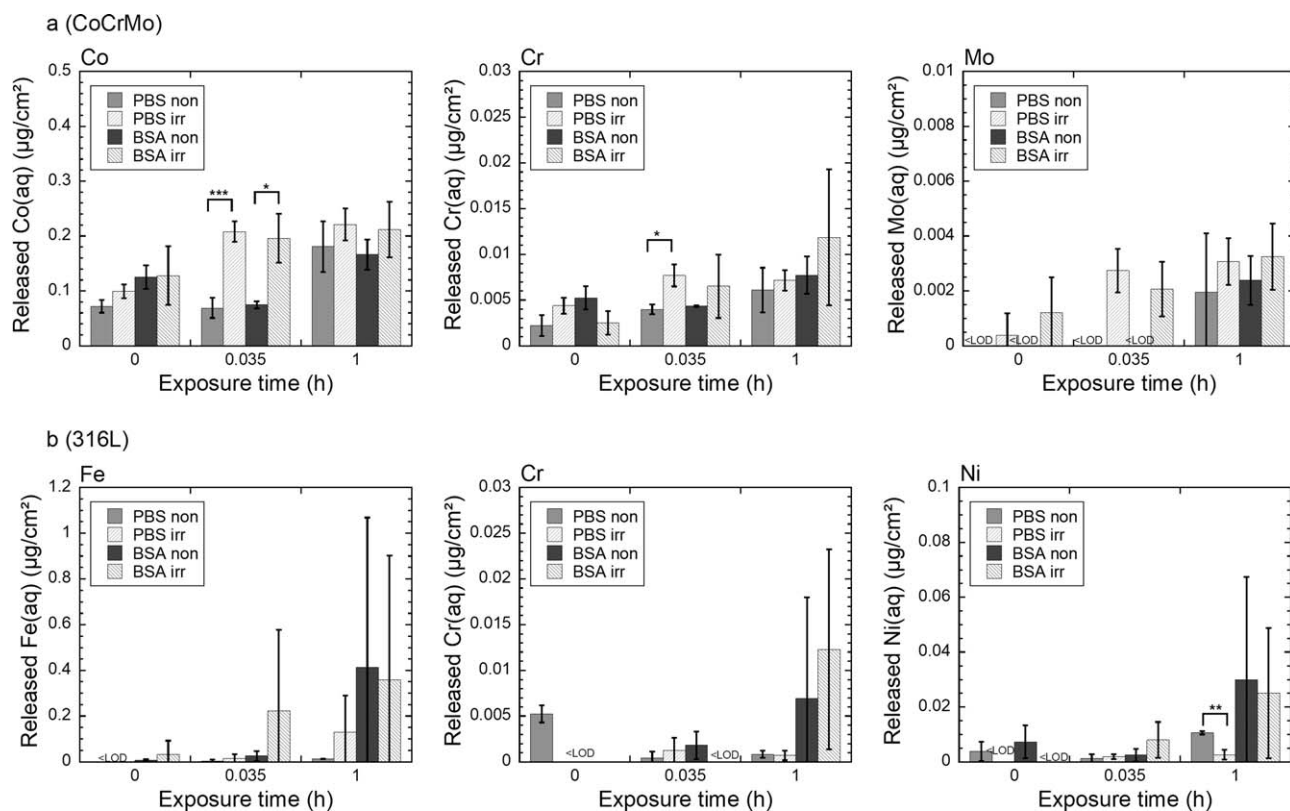 a (CoCrMo)
Co
Released Co(aq) (µg/cm²)
0.5
0.4
0.3
0.2
0.1
0
PBS non
PBS irr
BSA non
BSA irr
***
*
0
0.035
1
Exposure time (h)
Cr
Released Cr(aq) (µg/cm²)
0.03
0.025
0.02
0.015
0.01
0.005
0
PBS non
PBS irr
BSA non
BSA irr
*
0
0.035
1
Exposure time (h)
Mo
Released Mo(aq) (µg/cm²)
0.01
0.008
0.006
0.004
0.002
0
PBS non
PBS irr
BSA non
BSA irr
<LOD
<LOD
<LOD
<LOD
0
0.035
1
Exposure time (h)
b (316L)
Fe
Released Fe(aq) (µg/cm²)
1.2
1
0.8
0.6
0.4
0.2
0
PBS non
PBS irr
BSA non
BSA irr
<LOD
0
0.035
1
Exposure time (h)
Cr
Released Cr(aq) (µg/cm²)
0.03
0.025
0.02
0.015
0.01
0.005
0
PBS non
PBS irr
BSA non
BSA irr
<LOD
<LOD
0
0.035
1
Exposure time (h)
Ni
Released Ni(aq) (µg/cm²)
0.1
0.08
0.06
0.04
0.02
0
PBS non
PBS irr
BSA non
BSA irr
<LOD
<LOD
**
0
0.035
1
Exposure time (h)